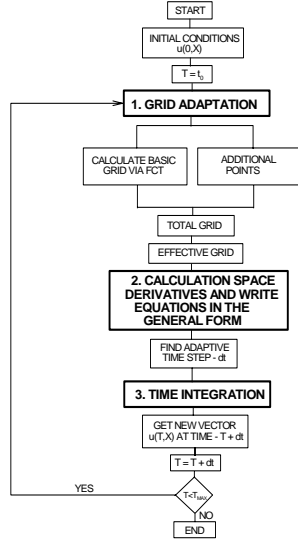 START
INITIAL CONDITIONS
u(0,X)
T = t₀
1. GRID ADAPTATION
CALCULATE BASIC
GRID VIA FCT
ADDITIONAL
POINTS
TOTAL GRID
EFFECTIVE GRID
2. CALCULATION SPACE
DERIVATIVES AND WRITE
EQUATIONS IN THE
GENERAL FORM
FIND ADAPTIVE
TIME STEP - dt
3. TIME INTEGRATION
GET NEW VECTOR
u(T,X) AT TIME - T + dt
T = T + dt
YES
T<T_MAX
NO
END